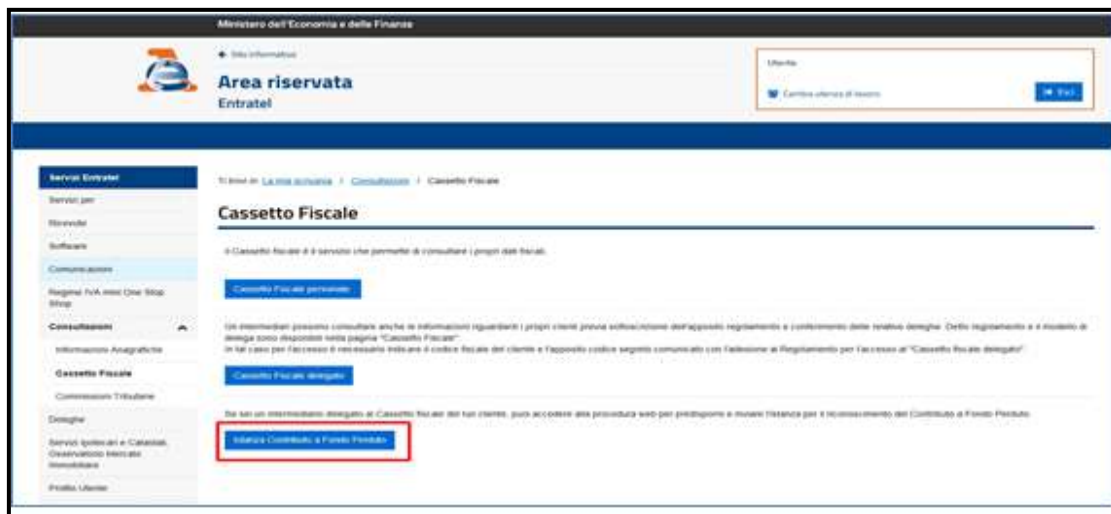 Ministero dell'Economia e delle Finanze
Sito informativo
Area riservata
Entratel
Utente
Cambia utenza di lavoro
Esci
Servizi Entratel
Ti trovi in: La mia scrivania / Consultazioni / Cassetto Fiscale
Servizi per
Ricevute
Software
Comunicazioni
Regime IVA mini One Stop
Shop
Consultazioni
Informazioni Anagrafiche
Cassetto Fiscale
Commissioni Tributarie
Deleghe
Servizi Ipotecari e Catastali,
Osservatorio Mercato
Immobiliare
Profilo Utente
Cassetto Fiscale
Il Cassetto fiscale è il servizio che permette di consultare i propri dati fiscali.
Cassetto Fiscale personale
Gli intermediari possono consultare anche le informazioni riguardanti i propri clienti previa sottoscrizione dell'apposito regolamento e conferimento delle relative deleghe. Detto regolamento e il modello di
delega sono disponibili nella pagina "Cassetto Fiscale".
In tal caso per l'accesso è necessario indicare il codice fiscale del cliente e l'apposito codice segreto comunicato con l'adesione al Regolamento per l'accesso al "Cassetto fiscale delegato".
Cassetto Fiscale delegato
Se sei un intermediario delegato al Cassetto fiscale del tuo cliente, puoi accedere alla procedura web per predisporre e inviare l'istanza per il riconoscimento del Contributo a Fondo Perduto.
Istanza Contributo a Fondo Perduto